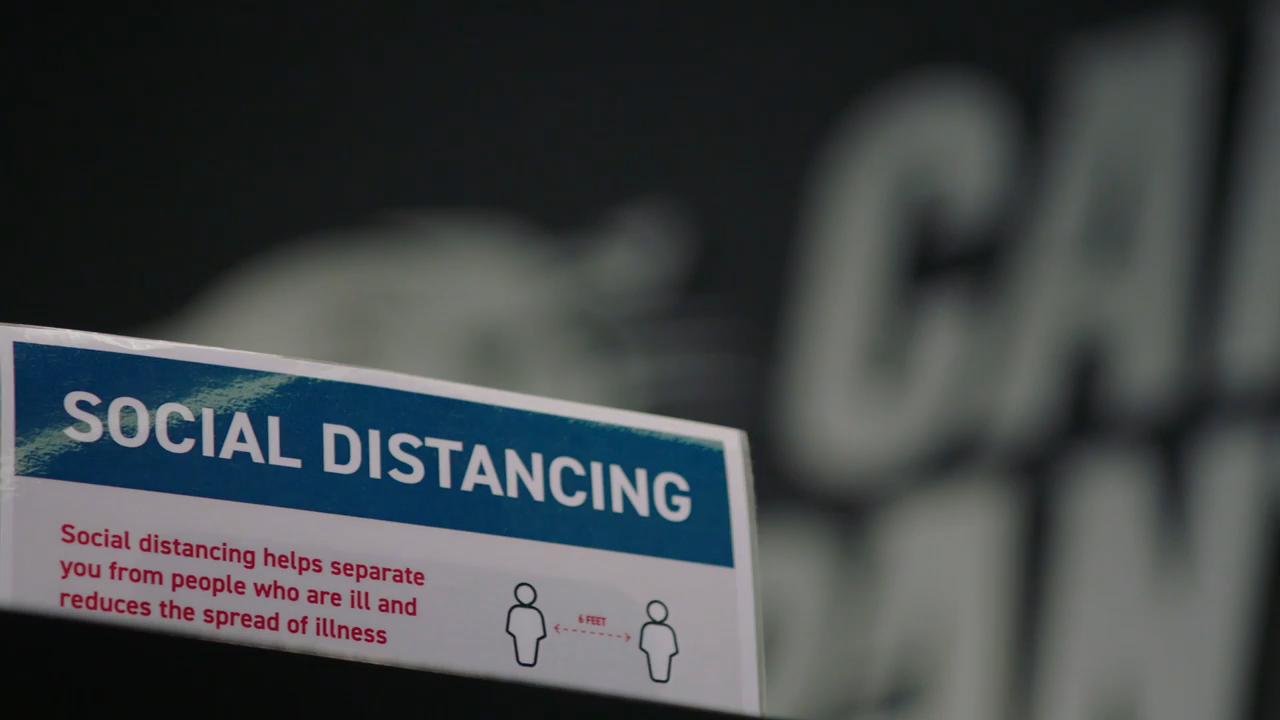 SOCIAL DISTANCING
Social distancing helps separate
you from people who are ill and
reduces the spread of illness
6 FEET
CA